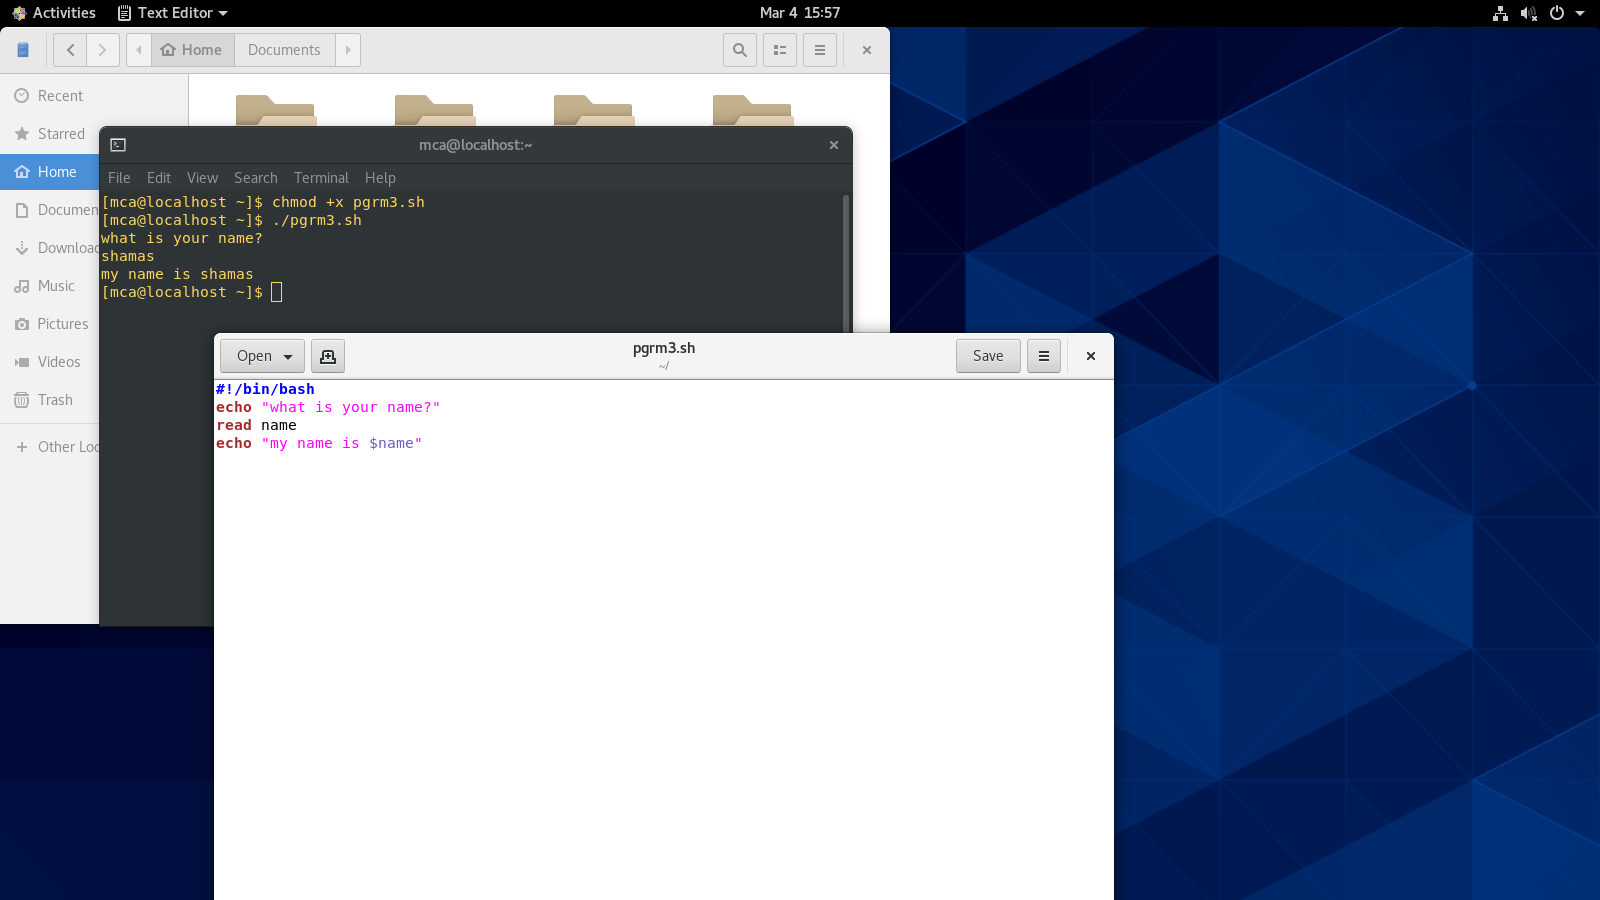 Activities Text Editor Mar 4 15:57
Home Documents
Recent
Starred
Home
Documen
Downloac
Music
Pictures
Videos
Trash
Other Loc
mca@localhost:~
File Edit View Search Terminal Help
[mca@localhost ~]$ chmod +x pgrm3.sh
[mca@localhost ~]$ ./pgrm3.sh
what is your name?
shamas
my name is shamas
[mca@localhost ~]$
Open pgrm3.sh Save
~/
#!/bin/bash
echo "what is your name?"
read name
echo "my name is $name"